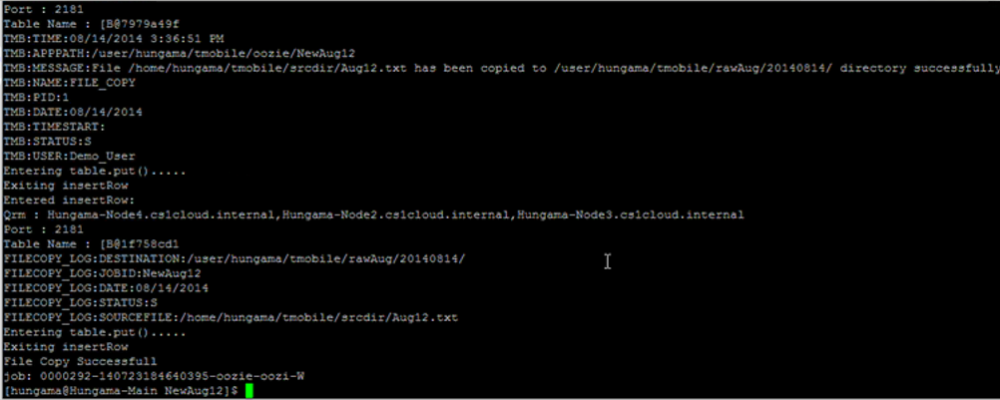 Port : 2181
Table Name : [B@7979a49f
TMB:TIME:08/14/2014 3:36:51 PM
TMB:APPPATH:/user/hungama/tmobile/oozie/NewAug12
TMB:MESSAGE:File /home/hungama/tmobile/srcdir/Aug12.txt has been copied to /user/hungama/tmobile/rawAug/20140814/ directory successfully
TMB:NAME:FILE_COPY
TMB:PID:1
TMB:DATE:08/14/2014
TMB:TIMESTART:
TMB:STATUS:S
TMB:USER:Demo_User
Entering table.put().....
Exiting insertRow
Entered insertRow:
Qrm : Hungama-Node4.cs1cloud.internal,Hungama-Node2.cs1cloud.internal,Hungama-Node3.cs1cloud.internal
Port : 2181
Table Name : [B@1f758cd1
FILECOPY_LOG:DESTINATION:/user/hungama/tmobile/rawAug/20140814/
FILECOPY_LOG:JOBID:NewAug12
FILECOPY_LOG:DATE:08/14/2014
FILECOPY_LOG:STATUS:S
FILECOPY_LOG:SOURCEFILE:/home/hungama/tmobile/srcdir/Aug12.txt
Entering table.put().....
Exiting insertRow
File Copy Successfull
job: 0000292-140723184640395-oozie-oozi-W
[hungama@Hungama-Main NewAug12]$